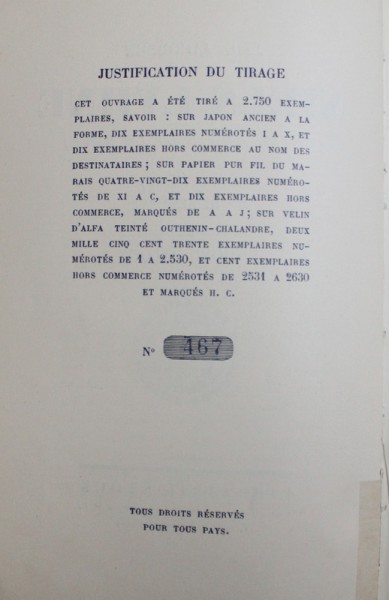 JUSTIFICATION DU TIRAGE
CET OUVRAGE A ÉTÉ TIRÉ A 2.750 EXEM-
PLAIRES, SAVOIR : SUR JAPON ANCIEN A LA
FORME, DIX EXEMPLAIRES NUMÉROTÉS I A X, ET
DIX EXEMPLAIRES HORS COMMERCE AU NOM DES
DESTINATAIRES ; SUR PAPIER PUR FIL DU MA-
RAIS QUATRE-VINGT-DIX EXEMPLAIRES NUMÉRO-
TÉS DE XI A C, ET DIX EXEMPLAIRES HORS
COMMERCE, MARQUÉS DE A A J ; SUR VELIN
D'ALFA TEINTÉ OUTHENIN-CHALANDRE, DEUX
MILLE CINQ CENT TRENTE EXEMPLAIRES NU-
MÉROTÉS DE 1 A 2.530, ET CENT EXEMPLAIRES
HORS COMMERCE NUMÉROTÉS DE 2531 A 2630
ET MARQUÉS H. C.
No 467
TOUS DROITS RÉSERVÉS
POUR TOUS PAYS.